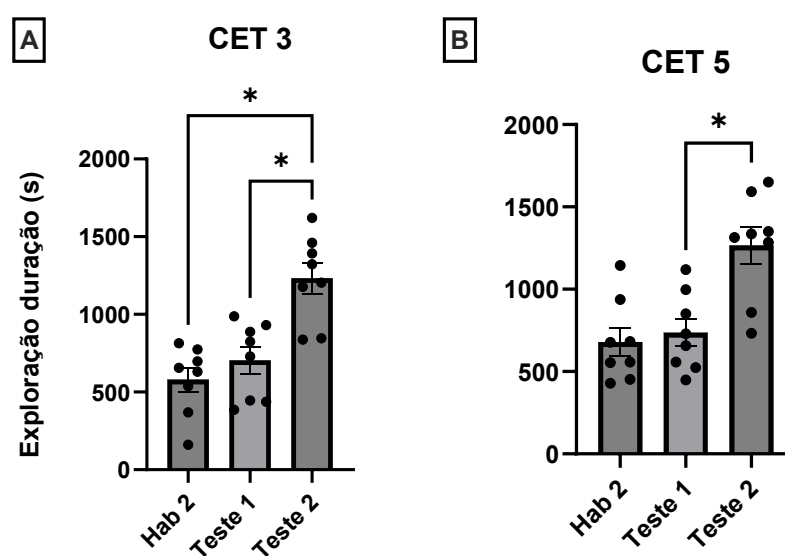 A
CET 3
*
*
Exploração duração (s)
2000
1500
1000
500
0
Hab 2
Teste 1
Teste 2
B
CET 5
*
2000
1500
1000
500
0
Hab 2
Teste 1
Teste 2